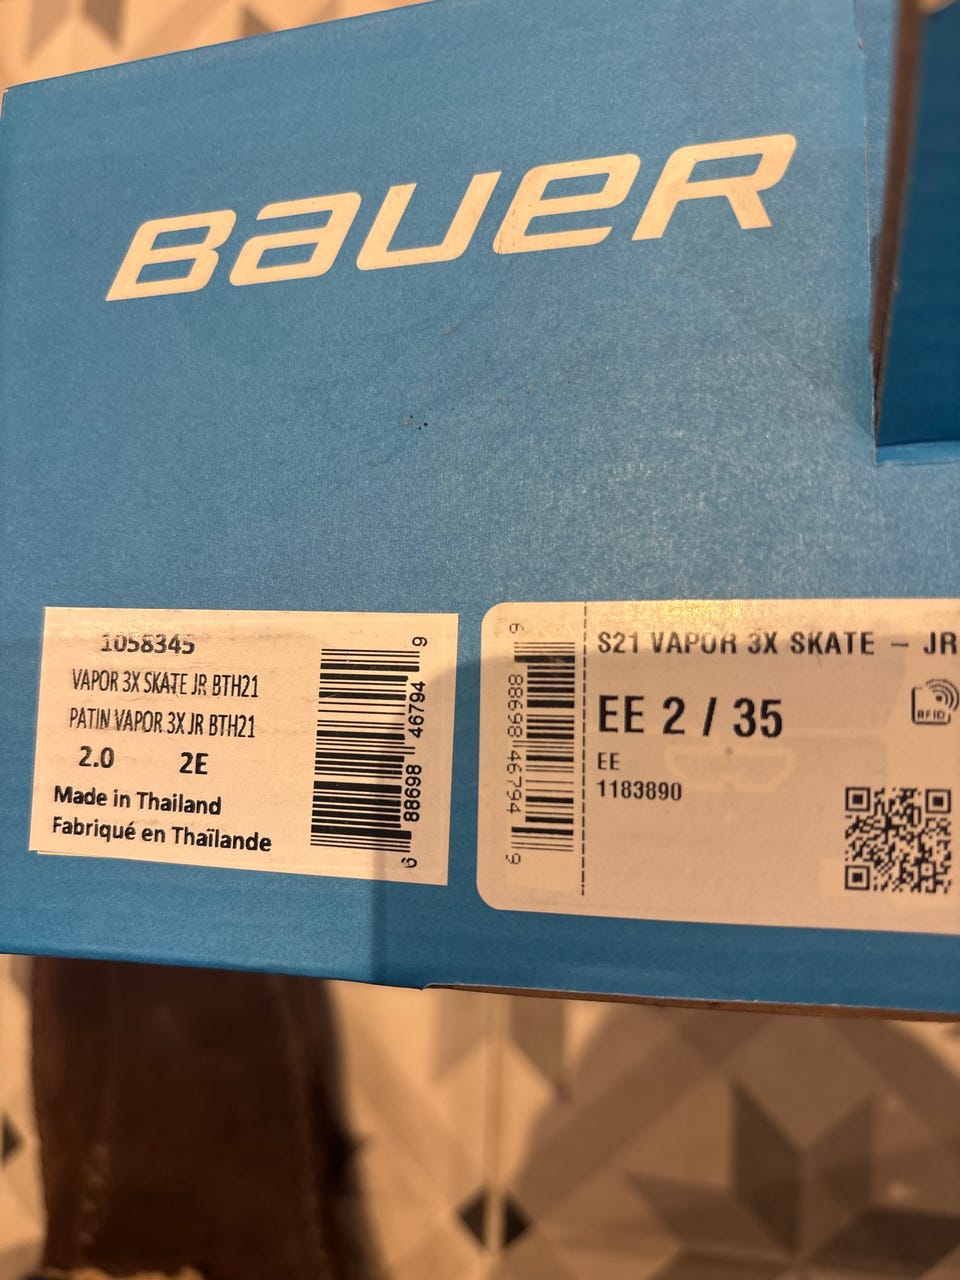 BAUER
1058345
VAPOR 3X SKATE JR BTH21
PATIN VAPOR 3X JR BTH21
2.0 2E
Made in Thailand
Fabriqué en Thaïlande
6 88698 46794 9
S21 VAPOR 3X SKATE – JR
EE 2 / 35
EE
1183890
RFID
6 88698 46794 9